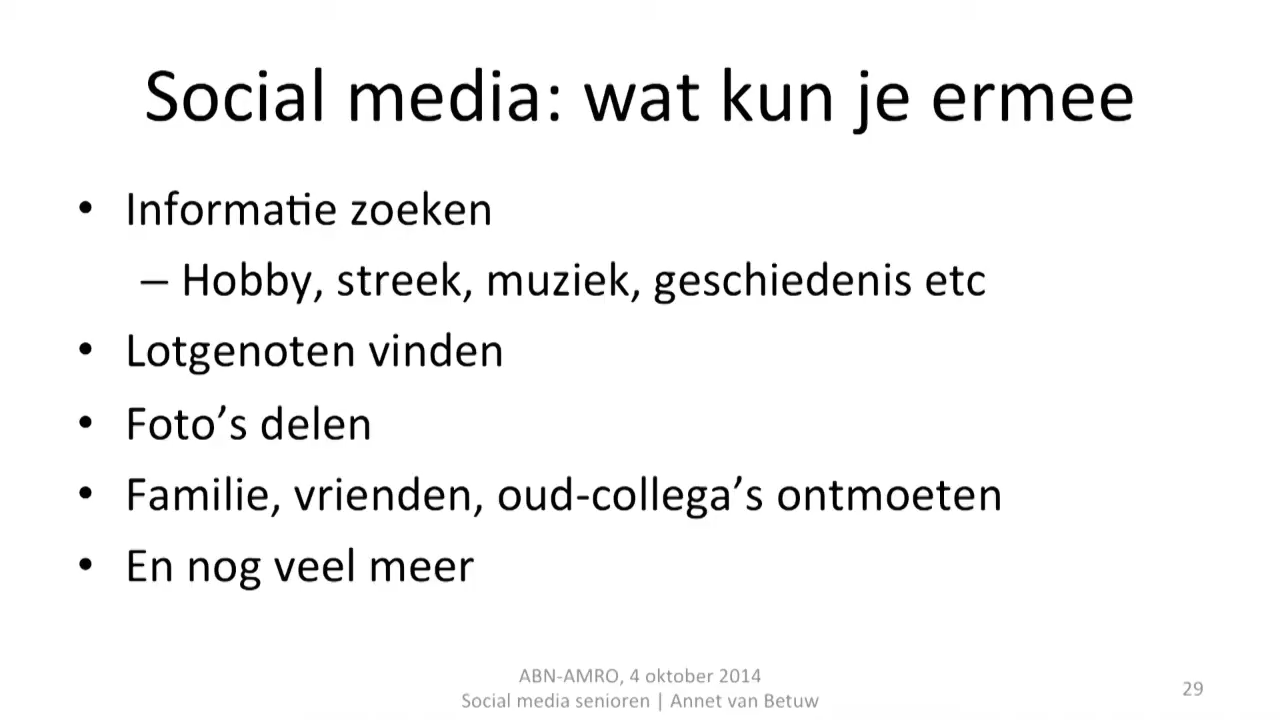 Social media: wat kun je ermee
• Informatie zoeken
– Hobby, streek, muziek, geschiedenis etc
• Lotgenoten vinden
• Foto’s delen
• Familie, vrienden, oud-collega’s ontmoeten
• En nog veel meer
ABN-AMRO, 4 oktober 2014
Social media senioren | Annet van Betuw
29